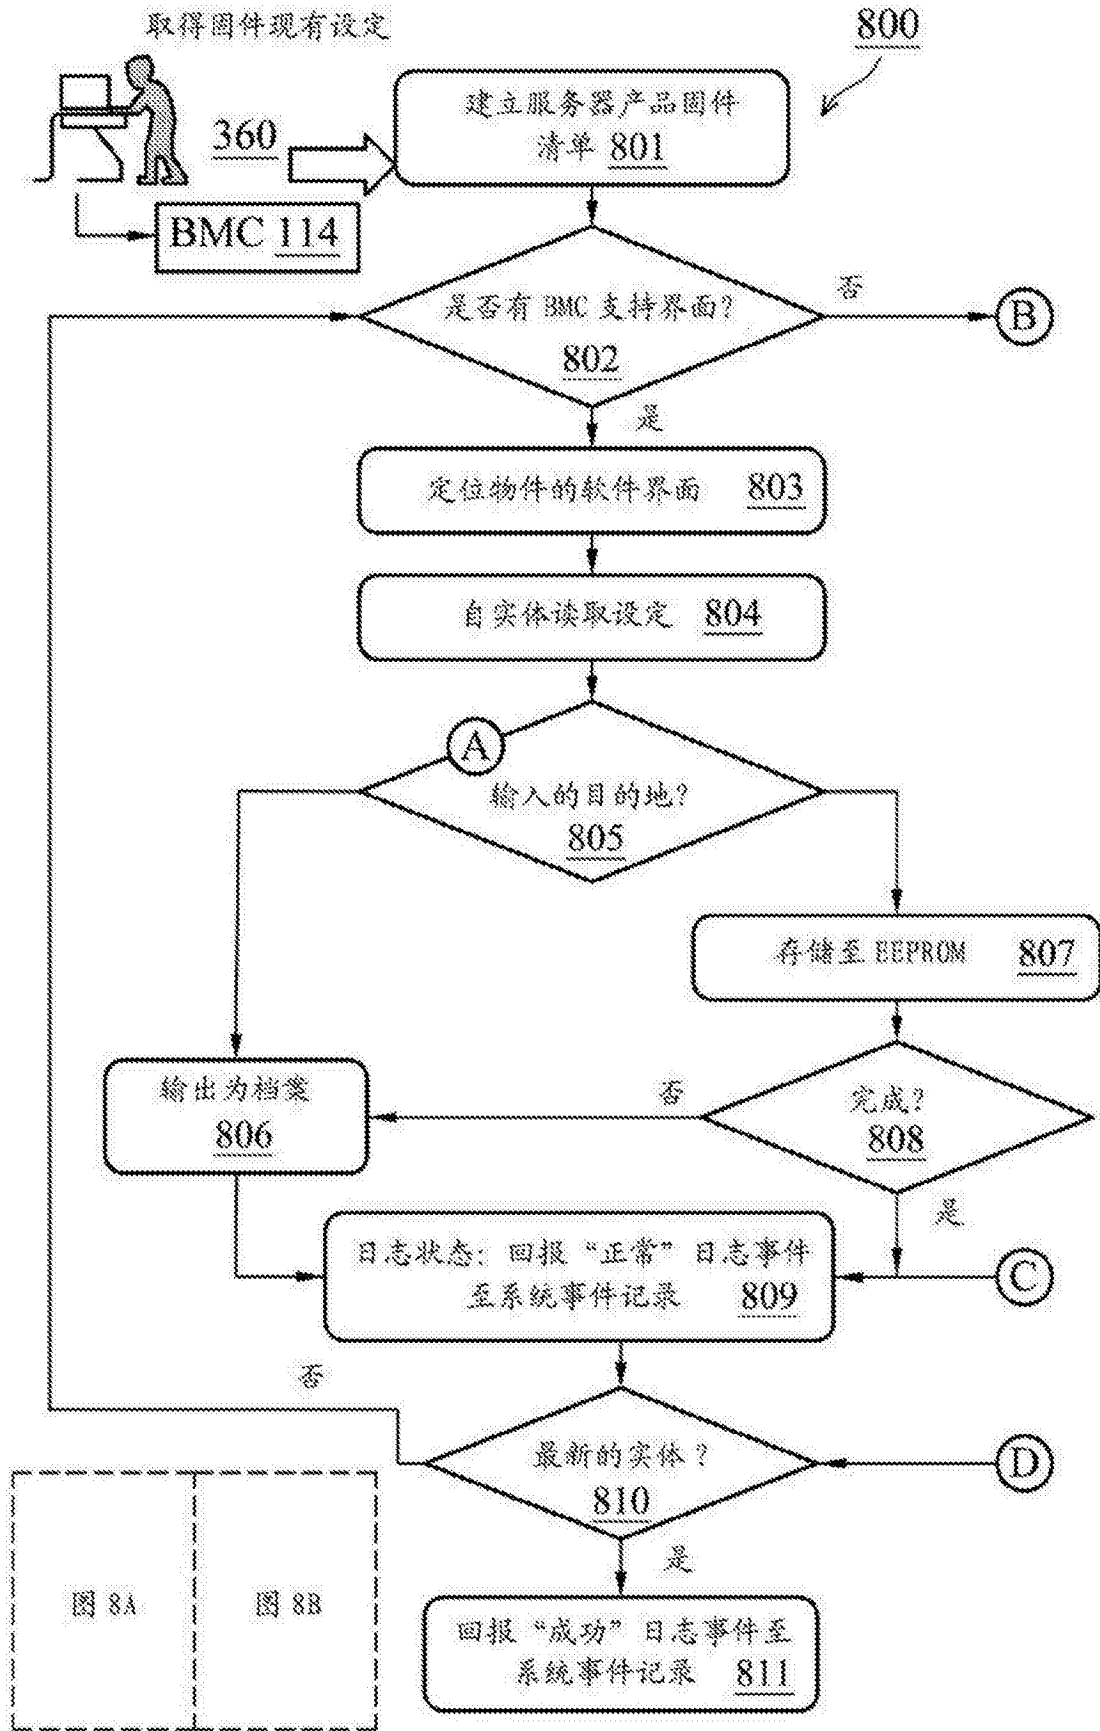 取得固件现有设定
800
建立服务器产品固件
清单 801
360
BMC 114
是否有 BMC 支持界面?
802
否
B
是
定位物件的软件界面 803
自实体读取设定 804
A
输入的目的地?
805
存储至 EEPROM 807
输出为档案
806
否
完成?
808
是
日志状态: 回报 “正常” 日志事件
至系统事件记录 809
C
否
最新的实体 ?
810
D
是
图 8A
图 8B
回报 “成功” 日志事件至
系统事件记录 811